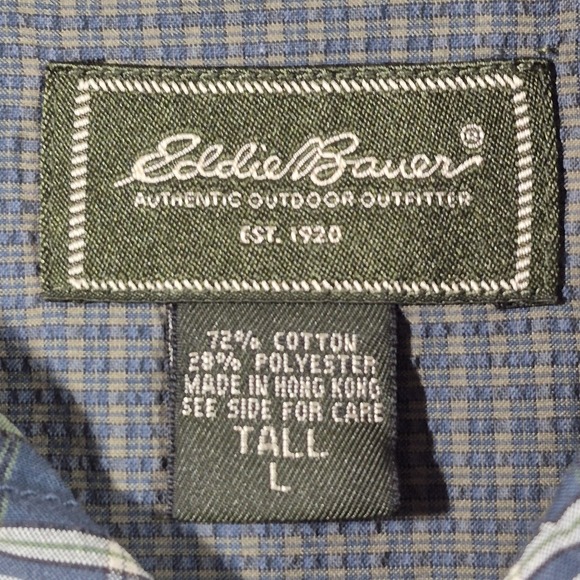 Eddie Bauer®
AUTHENTIC OUTDOOR OUTFITTER
EST. 1920
72% COTTON
28% POLYESTER
MADE IN HONG KONG
SEE SIDE FOR CARE
TALL
L